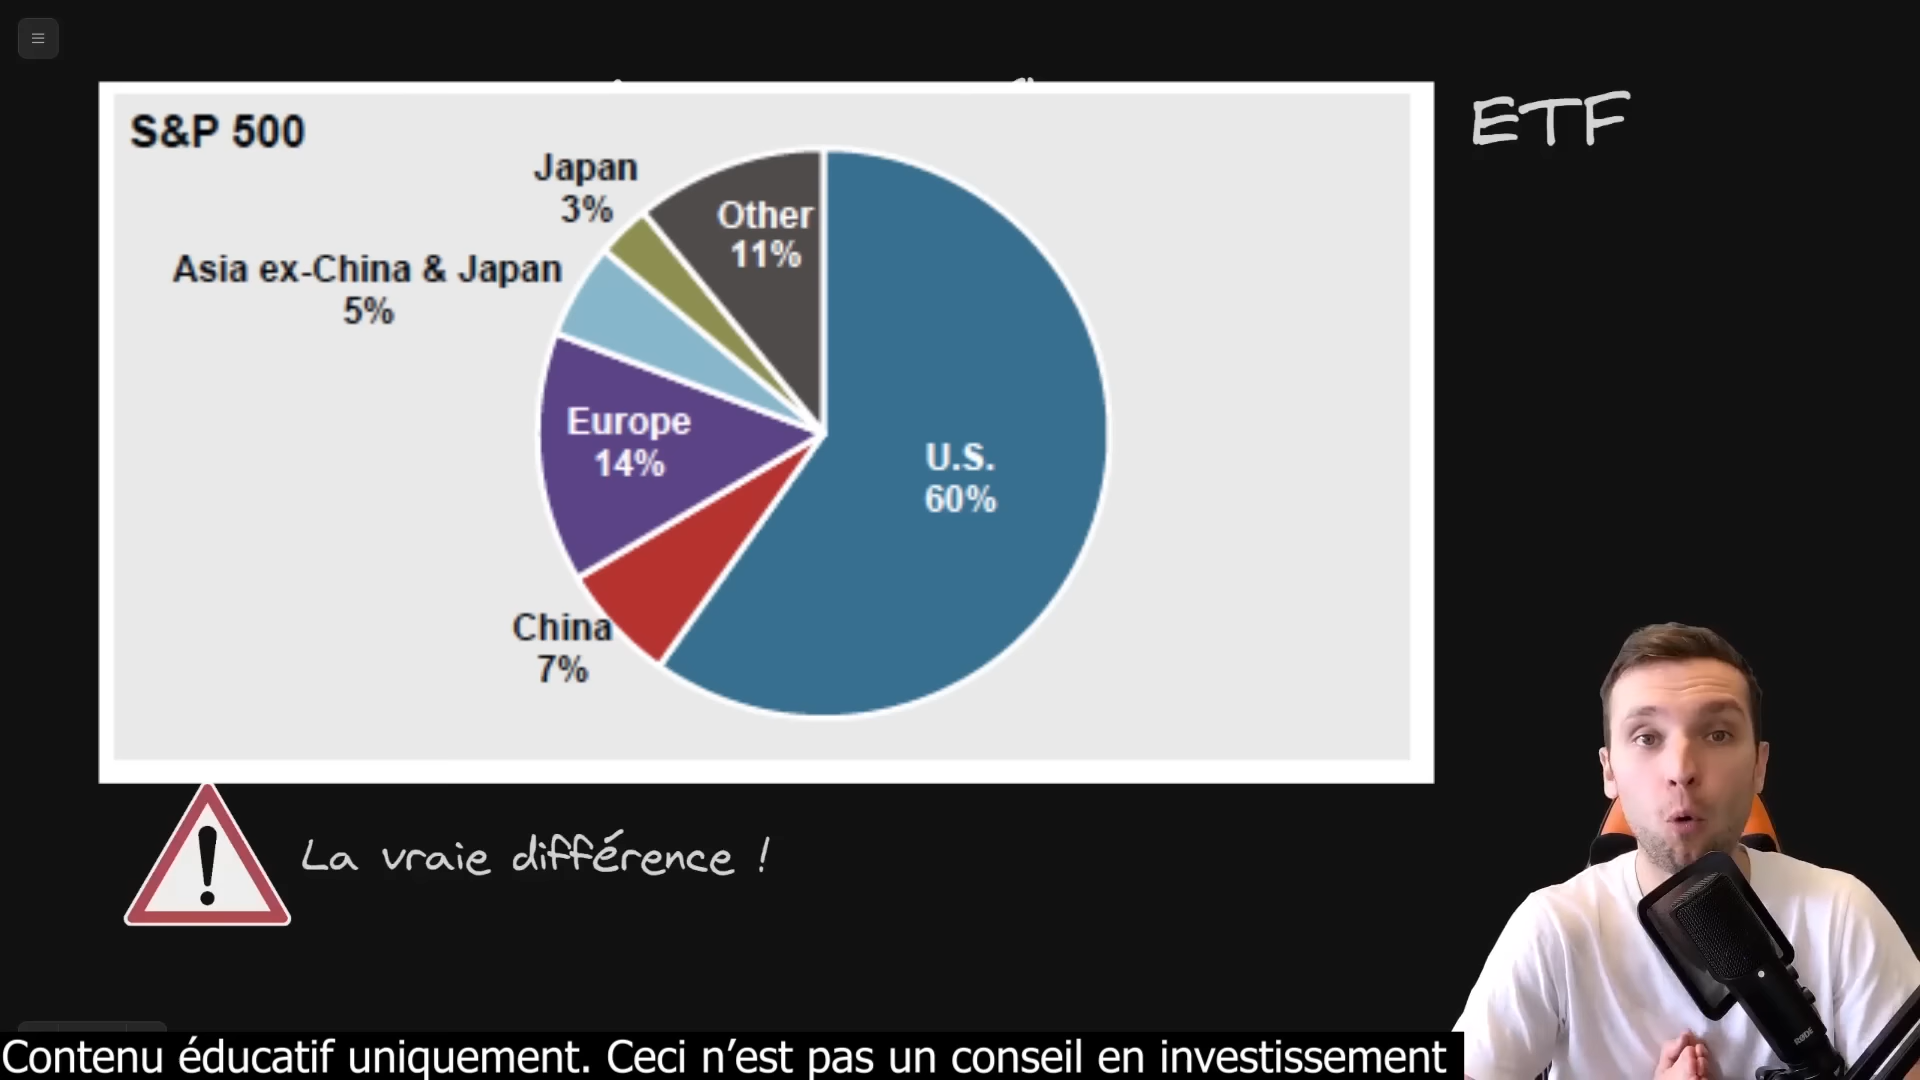 S&P 500
ETF
Japan
3%
Other
11%
Asia ex-China & Japan
5%
Europe
14%
U.S.
60%
China
7%
La vraie différence !
Contenu éducatif uniquement. Ceci n’est pas un conseil en investissement
RØDE